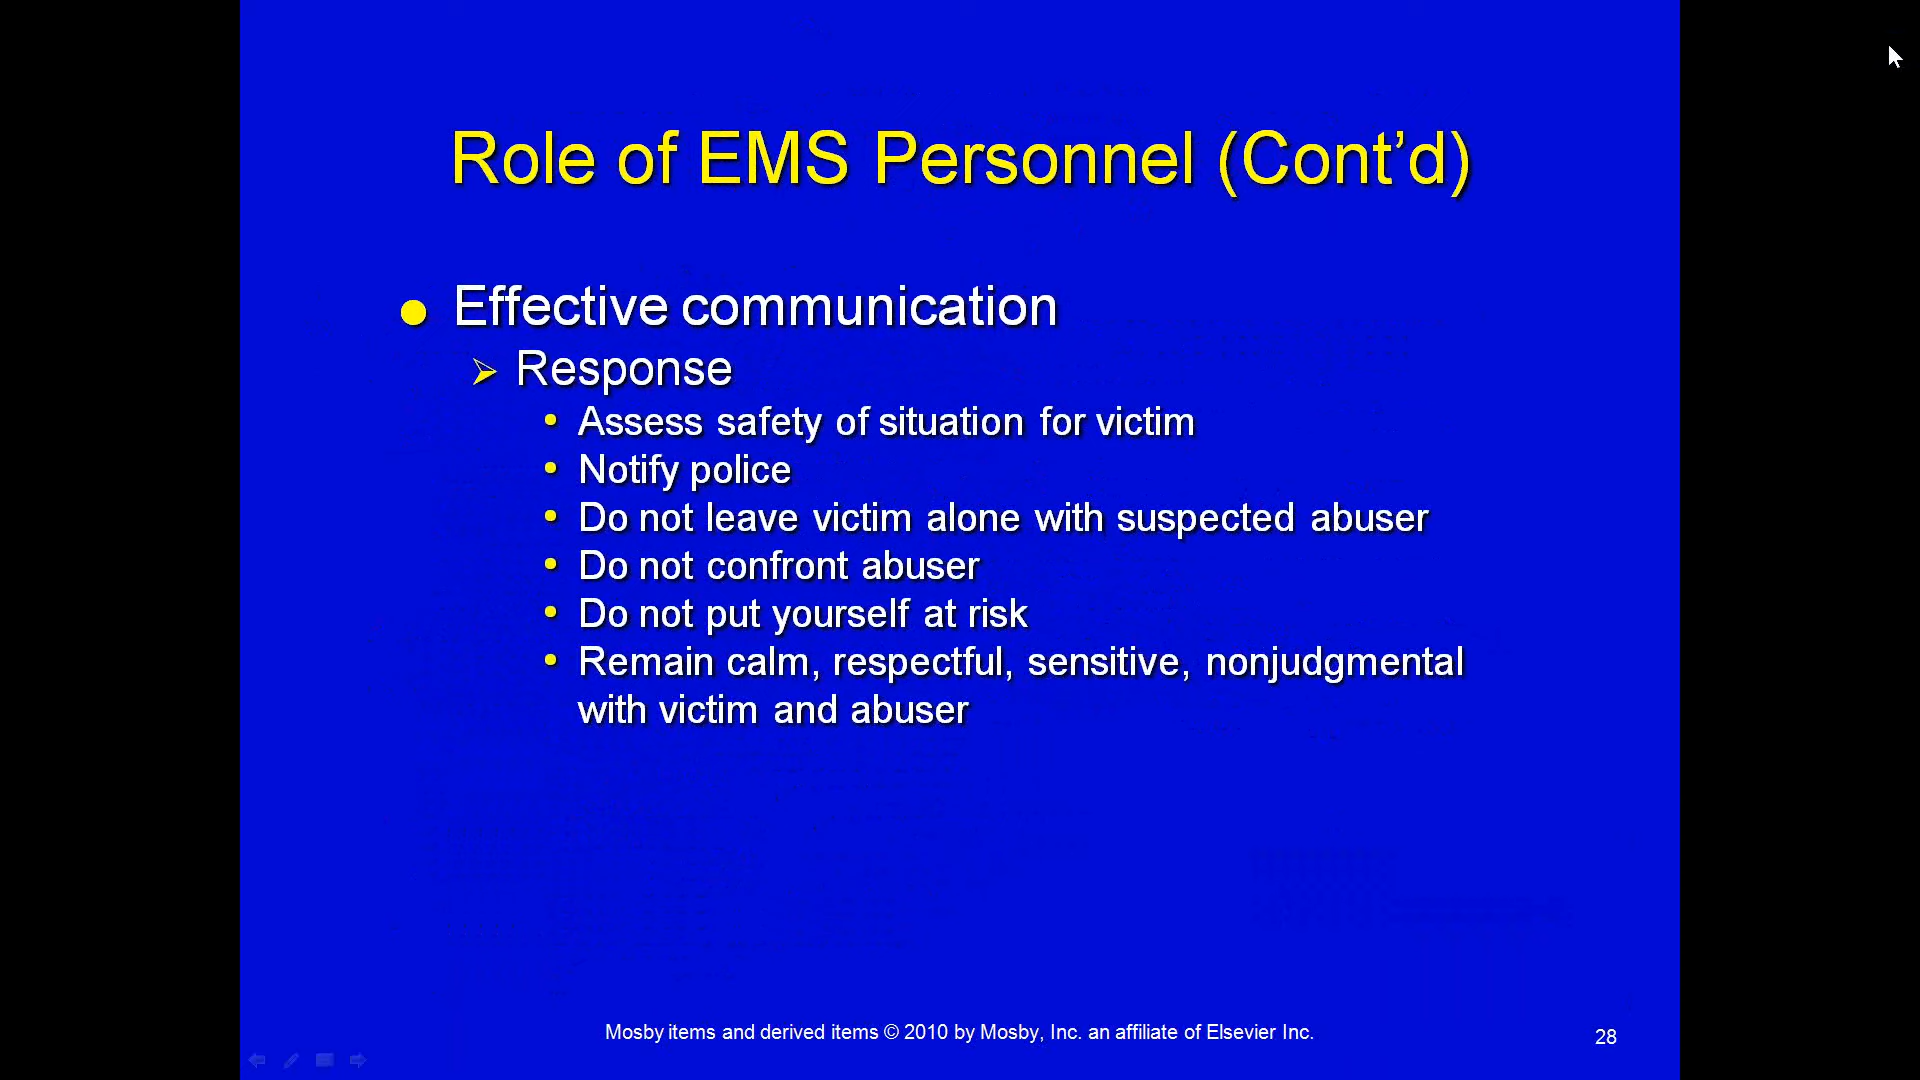 Role of EMS Personnel (Cont’d)
Effective communication
Response
Assess safety of situation for victim
Notify police
Do not leave victim alone with suspected abuser
Do not confront abuser
Do not put yourself at risk
Remain calm, respectful, sensitive, nonjudgmental
with victim and abuser
Mosby items and derived items © 2010 by Mosby, Inc. an affiliate of Elsevier Inc.
28